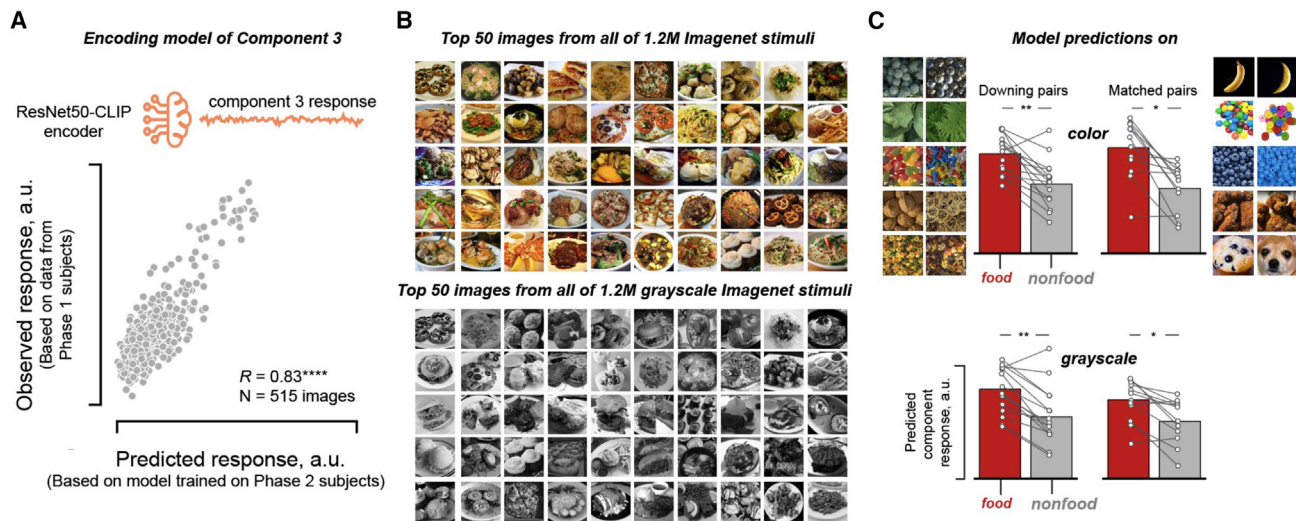 A
Encoding model of Component 3
ResNet50-CLIP
encoder
component 3 response
Observed response, a.u.
(Based on data from
Phase 1 subjects)
R = 0.83****
N = 515 images
Predicted response, a.u.
(Based on model trained on Phase 2 subjects)
B
Top 50 images from all of 1.2M Imagenet stimuli
Top 50 images from all of 1.2M grayscale Imagenet stimuli
C
Model predictions on
Downing pairs
Matched pairs
**
*
color
food
nonfood
**
*
grayscale
Predicted
component
response, a.u.
food
nonfood